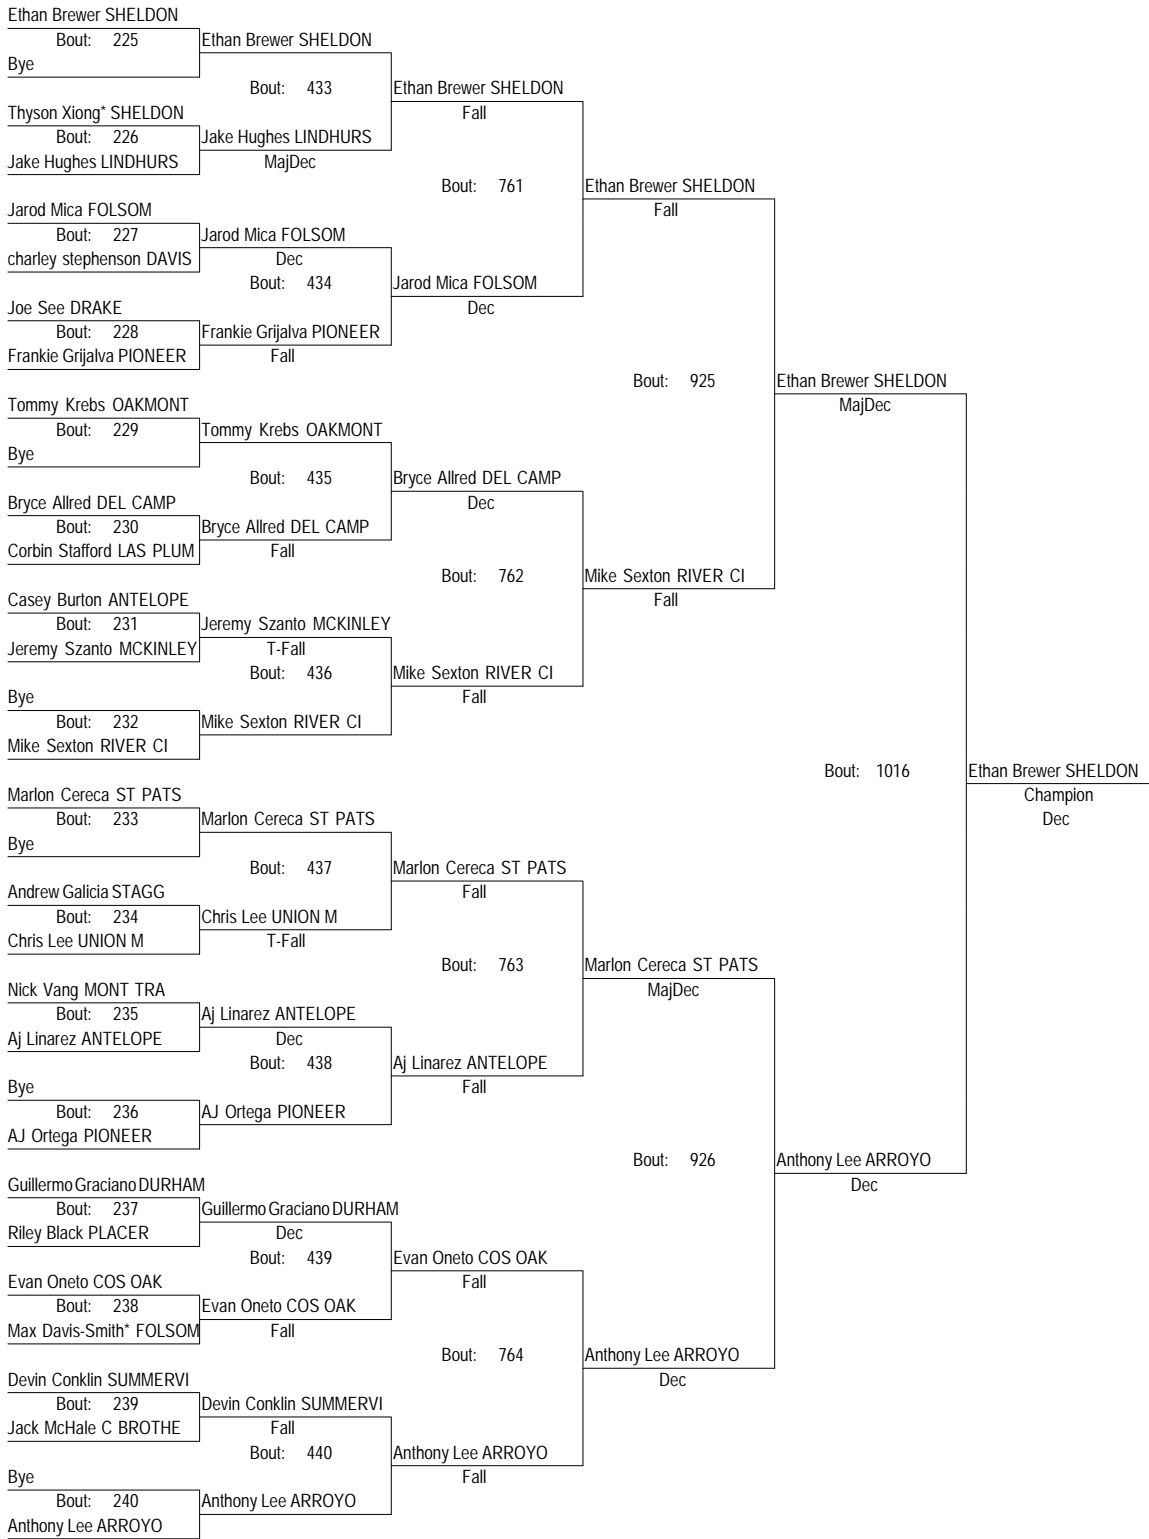 Ethan Brewer SHELDON
Bout: 225
Ethan Brewer SHELDON
Bye
Bout: 433
Ethan Brewer SHELDON
Fall
Thyson Xiong* SHELDON
Bout: 226
Jake Hughes LINDHURS
Jake Hughes LINDHURS
MajDec
Bout: 761
Ethan Brewer SHELDON
Fall
Jarod Mica FOLSOM
Bout: 227
Jarod Mica FOLSOM
charley stephenson DAVIS
Dec
Bout: 434
Jarod Mica FOLSOM
Dec
Joe See DRAKE
Bout: 228
Frankie Grijalva PIONEER
Frankie Grijalva PIONEER
Fall
Bout: 925
Ethan Brewer SHELDON
MajDec
Tommy Krebs OAKMONT
Bout: 229
Tommy Krebs OAKMONT
Bye
Bout: 435
Bryce Allred DEL CAMP
Dec
Bryce Allred DEL CAMP
Bout: 230
Bryce Allred DEL CAMP
Corbin Stafford LAS PLUM
Fall
Bout: 762
Mike Sexton RIVER CI
Fall
Casey Burton ANTELOPE
Bout: 231
Jeremy Szanto MCKINLEY
Jeremy Szanto MCKINLEY
T-Fall
Bout: 436
Mike Sexton RIVER CI
Fall
Bye
Bout: 232
Mike Sexton RIVER CI
Mike Sexton RIVER CI
Bout: 1016
Ethan Brewer SHELDON
Champion
Dec
Marlon Cereca ST PATS
Bout: 233
Marlon Cereca ST PATS
Bye
Bout: 437
Marlon Cereca ST PATS
Fall
Andrew Galicia STAGG
Bout: 234
Chris Lee UNION M
Chris Lee UNION M
T-Fall
Bout: 763
Marlon Cereca ST PATS
MajDec
Nick Vang MONT TRA
Bout: 235
Aj Linarez ANTELOPE
Aj Linarez ANTELOPE
Dec
Bout: 438
Aj Linarez ANTELOPE
Fall
Bye
Bout: 236
AJ Ortega PIONEER
AJ Ortega PIONEER
Bout: 926
Anthony Lee ARROYO
Dec
Guillermo Graciano DURHAM
Bout: 237
Guillermo Graciano DURHAM
Riley Black PLACER
Dec
Bout: 439
Evan Oneto COS OAK
Fall
Evan Oneto COS OAK
Bout: 238
Evan Oneto COS OAK
Max Davis-Smith* FOLSOM
Fall
Bout: 764
Anthony Lee ARROYO
Dec
Devin Conklin SUMMERVI
Bout: 239
Devin Conklin SUMMERVI
Jack McHale C BROTHE
Fall
Bout: 440
Anthony Lee ARROYO
Fall
Bye
Bout: 240
Anthony Lee ARROYO
Anthony Lee ARROYO